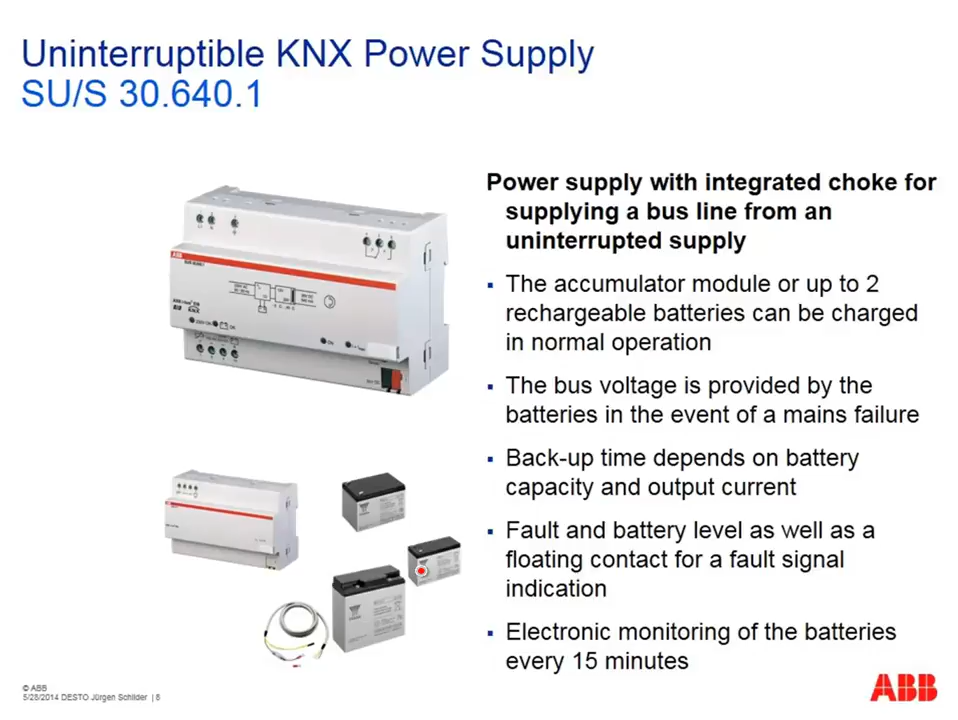 Uninterruptible KNX Power Supply
SU/S 30.640.1
Power supply with integrated choke for
supplying a bus line from an
uninterrupted supply
▪ The accumulator module or up to 2
rechargeable batteries can be charged
in normal operation
▪ The bus voltage is provided by the
batteries in the event of a mains failure
▪ Back-up time depends on battery
capacity and output current
▪ Fault and battery level as well as a
floating contact for a fault signal
indication
▪ Electronic monitoring of the batteries
every 15 minutes
ABB
KNX
© ABB
5/28/2014 DESTO Jürgen Schilder | 8
ABB